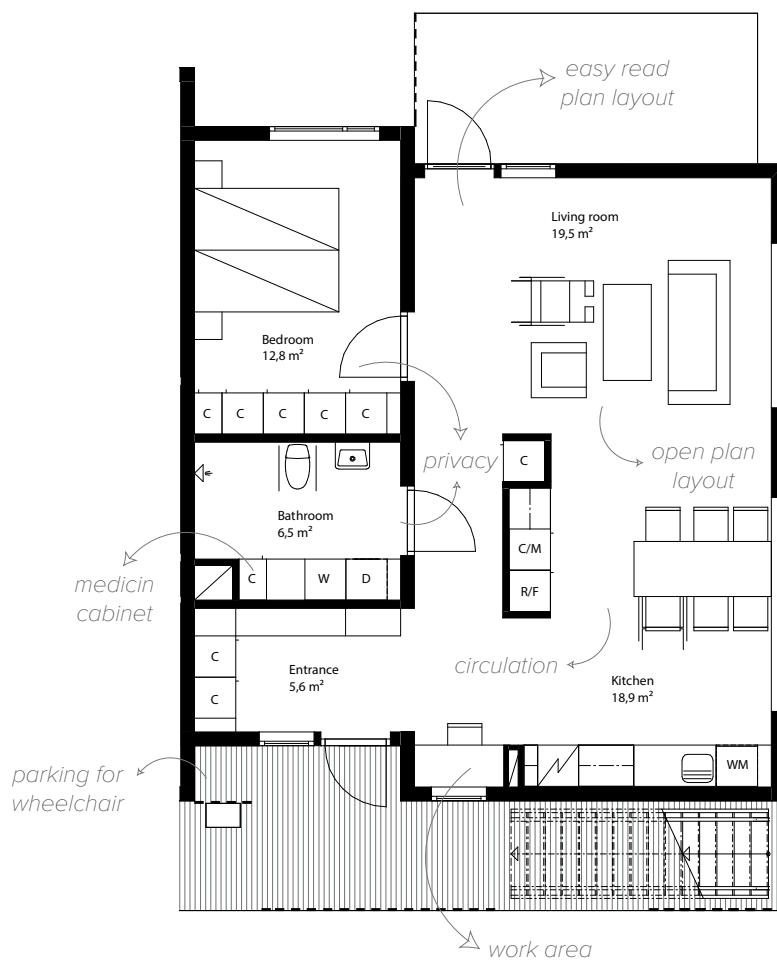 easy read
plan layout
Living room
19,5 m²
Bedroom
12,8 m²
C
C
C
C
C
privacy
C
open plan
layout
Bathroom
6,5 m²
C/M
R/F
medicin
cabinet
C
W
D
C
C
Entrance
5,6 m²
circulation
Kitchen
18,9 m²
WM
parking for
wheelchair
work area